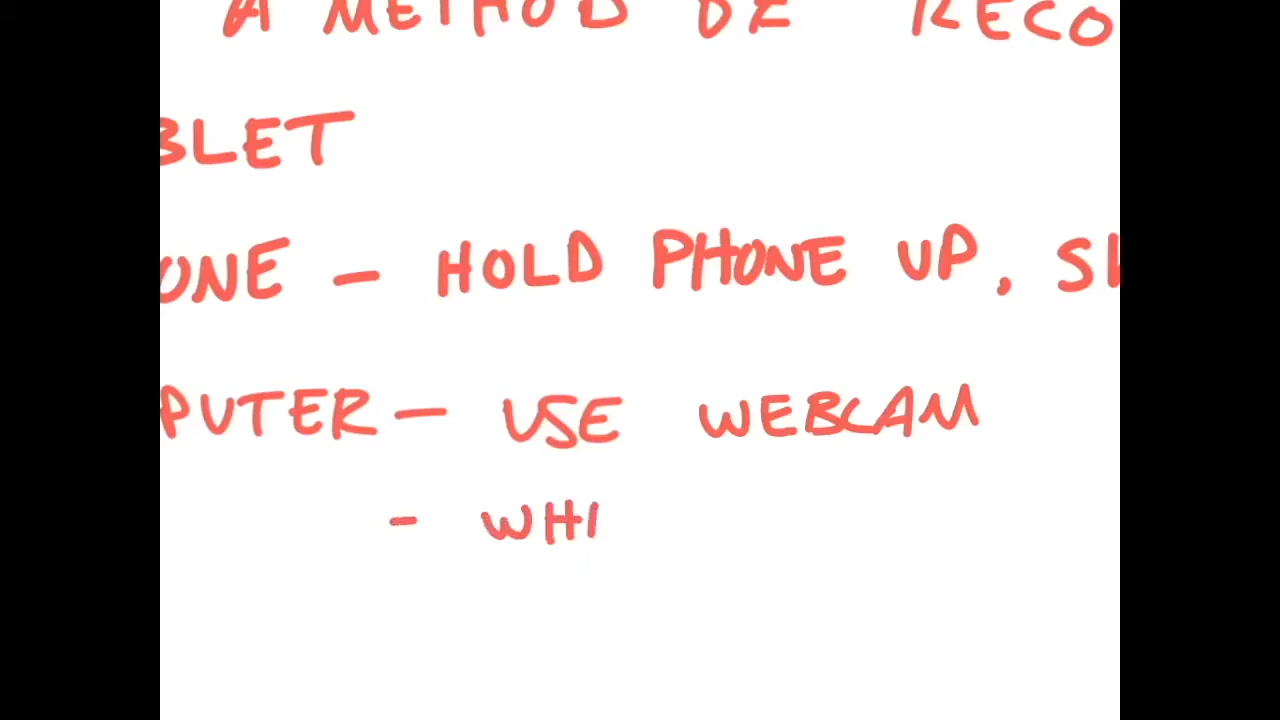 A METHOD OF RECO
BLET
ONE - HOLD PHONE UP, S
PUTER - USE WEBCAM
- WHI